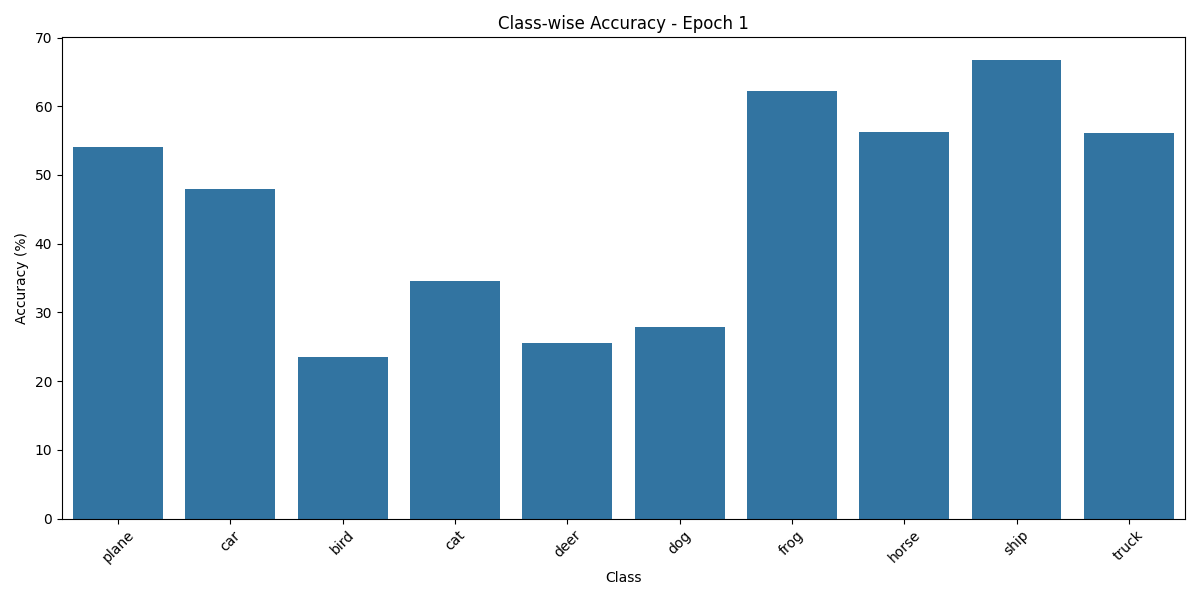 Class-wise Accuracy - Epoch 1
Accuracy (%)
70
60
50
40
30
20
10
0
plane
car
bird
cat
deer
dog
frog
horse
ship
truck
Class